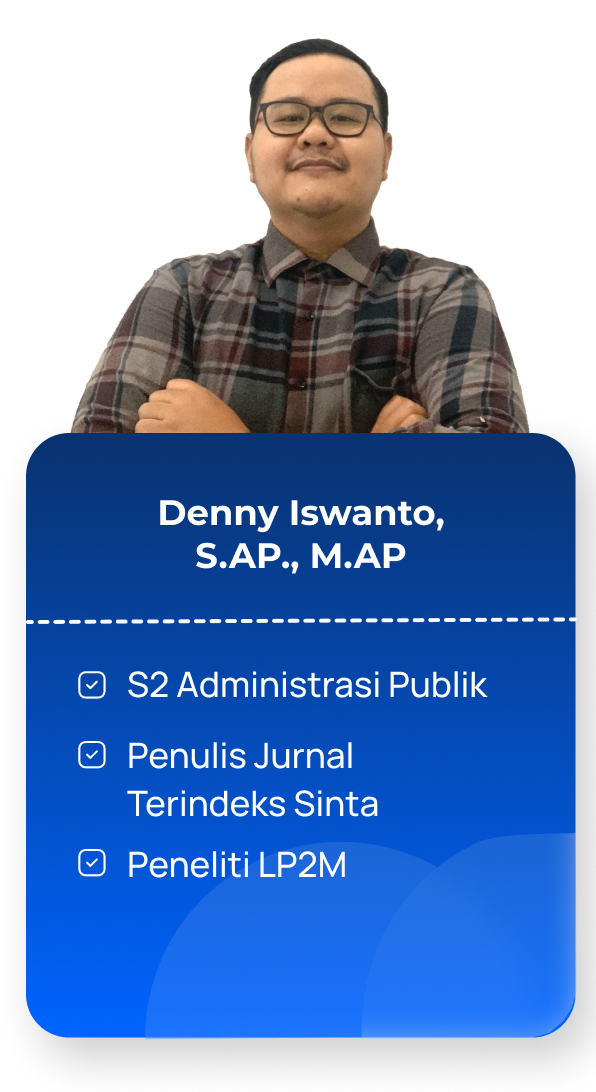 Denny Iswanto,
S.AP., M.AP
S2 Administrasi Publik
Penulis Jurnal
Terindeks Sinta
Peneliti LP2M